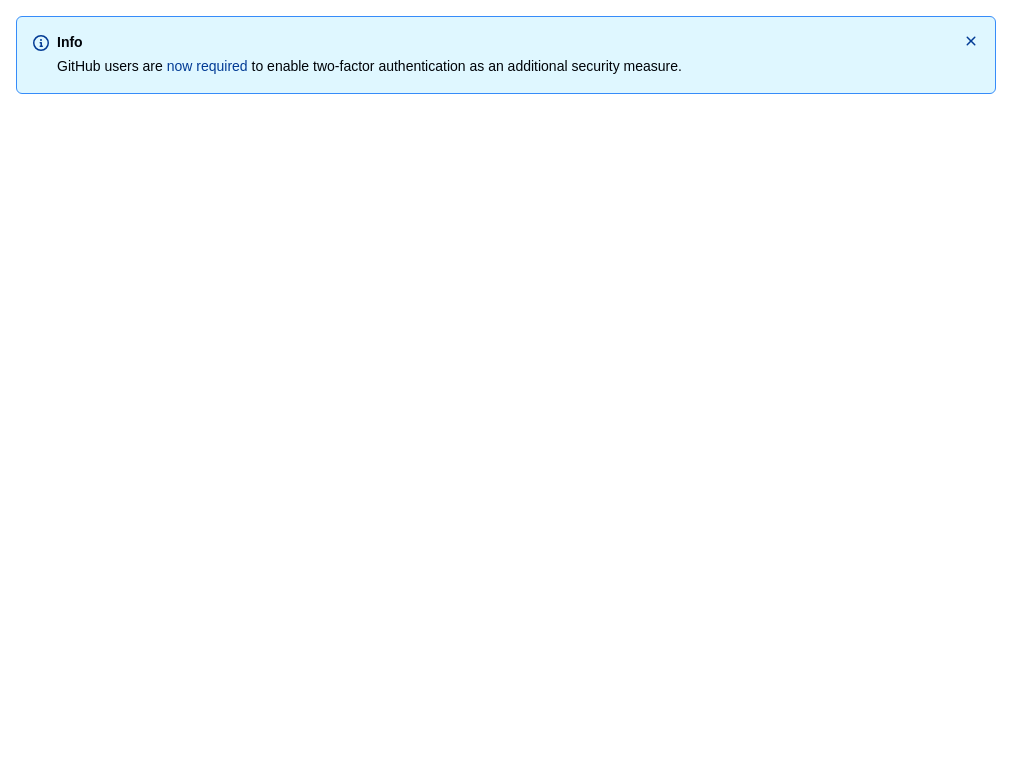 Info
GitHub users are now required to enable two-factor authentication as an additional security measure.